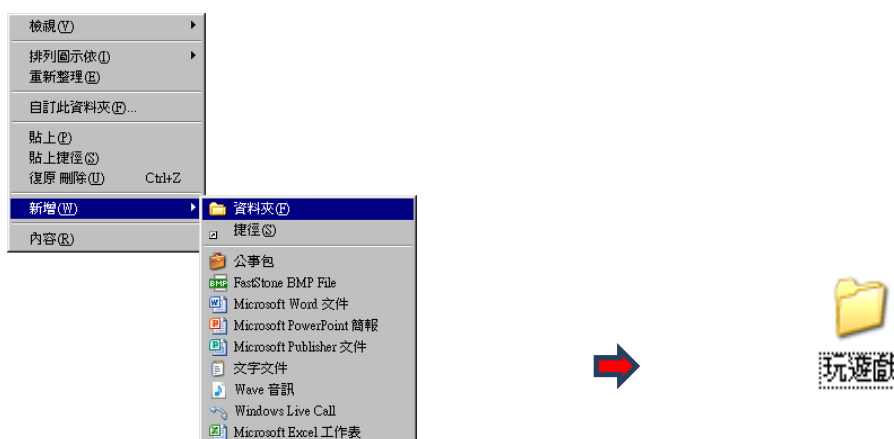 檢視(V)
排列圖示依(I)
重新整理(E)
自訂此資料夾(F)...
貼上(P)
貼上捷徑(S)
復原 刪除(U) Ctrl+Z
新增(W)
內容(R)
資料夾(F)
捷徑(S)
公事包
FastStone BMP File
Microsoft Word 文件
Microsoft PowerPoint 簡報
Microsoft Publisher 文件
文字文件
Wave 音訊
Windows Live Call
Microsoft Excel 工作表
玩遊戲